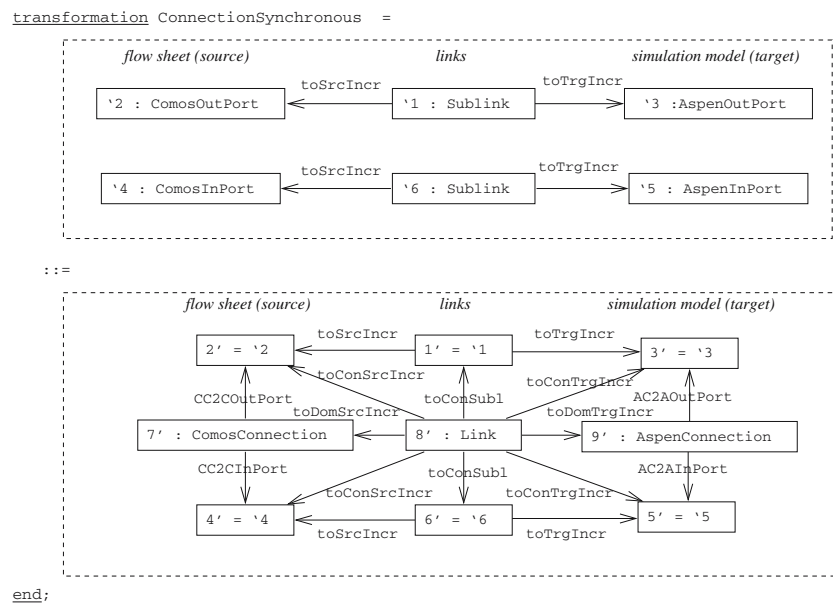 transformation ConnectionSynchronous =
flow sheet (source) links simulation model (target)
toSrcIncr toTrgIncr
‘2 : ComosOutPort ‘1 : Sublink ‘3 :AspenOutPort
toSrcIncr toTrgIncr
‘4 : ComosInPort ‘6 : Sublink ‘5 : AspenInPort
::=
flow sheet (source) links simulation model (target)
toSrcIncr toTrgIncr
2’ = ‘2 1’ = ‘1 3’ = ‘3
toConSrcIncr toConTrgIncr
CC2COutPort toConSubl AC2AOutPort
toDomSrcIncr toDomTrgIncr
7’ : ComosConnection 8’ : Link 9’ : AspenConnection
CC2CInPort toConSubl AC2AInPort
toConSrcIncr toConTrgIncr
4’ = ‘4 6’ = ‘6 5’ = ‘5
toSrcIncr toTrgIncr
end;